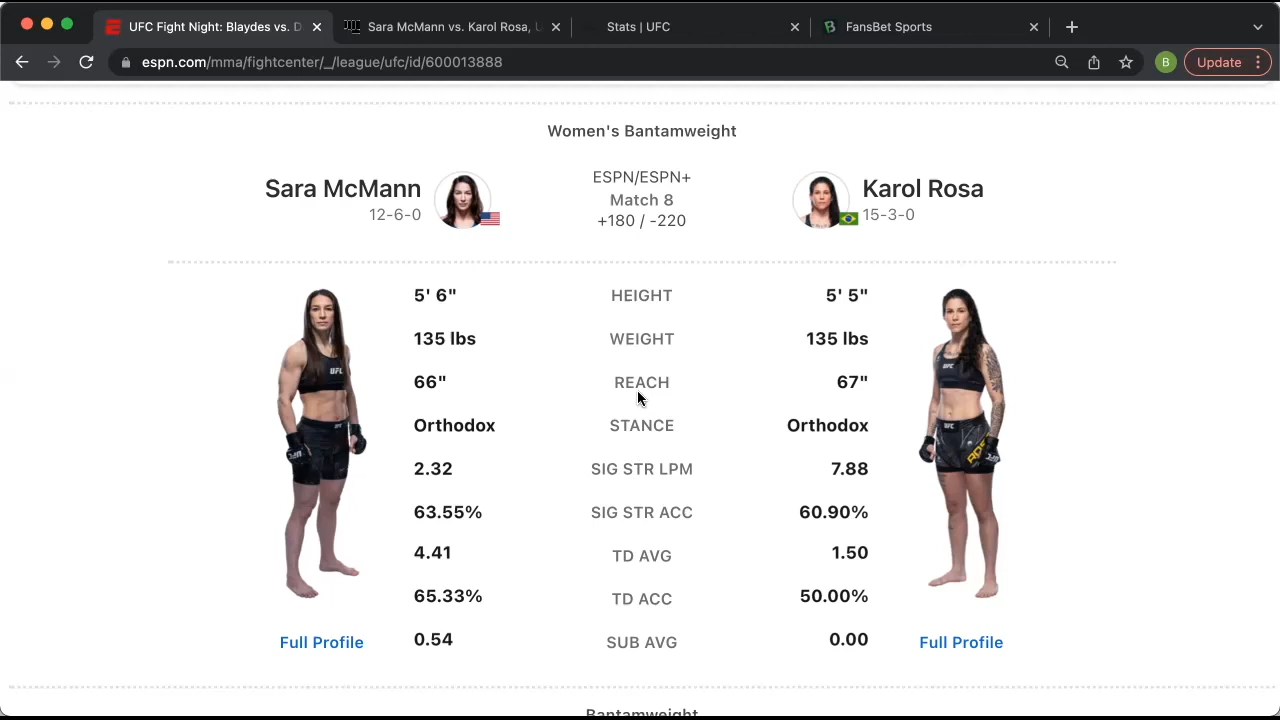 UFC Fight Night: Blaydes vs. D
Sara McMann vs. Karol Rosa, U
Stats | UFC
FansBet Sports
espn.com/mma/fightcenter/_/league/ufc/id/600013888
B
Update
Women's Bantamweight
Sara McMann
12-6-0
ESPN/ESPN+
Match 8
+180 / -220
Karol Rosa
15-3-0
5' 6" HEIGHT 5' 5"
135 lbs WEIGHT 135 lbs
66" REACH 67"
Orthodox STANCE Orthodox
2.32 SIG STR LPM 7.88
63.55% SIG STR ACC 60.90%
4.41 TD AVG 1.50
65.33% TD ACC 50.00%
0.54 SUB AVG 0.00
Full Profile
Full Profile
Bantamweight